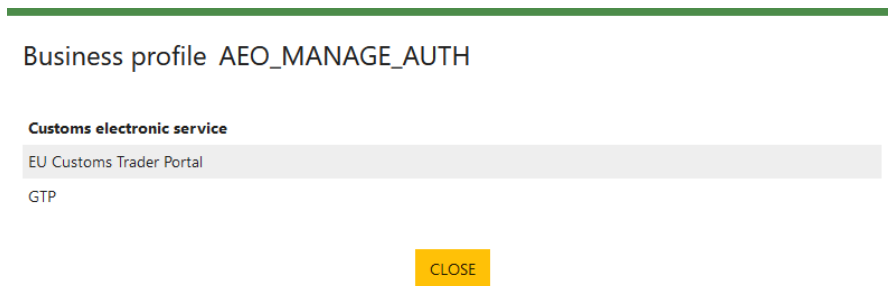 Business profile AEO_MANAGE_AUTH
Customs electronic service
EU Customs Trader Portal
GTP
CLOSE